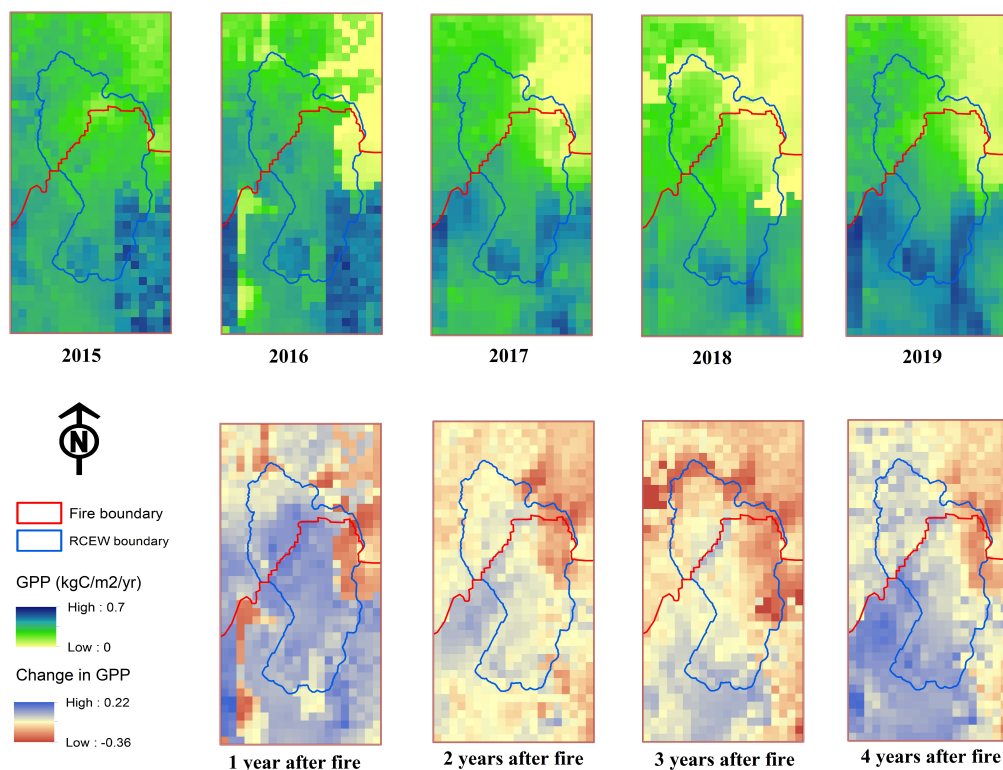 2015
2016
2017
2018
2019
N
Fire boundary
RCEW boundary
GPP (kgC/m2/yr)
High : 0.7
Low : 0
Change in GPP
High : 0.22
Low : -0.36
1 year after fire
2 years after fire
3 years after fire
4 years after fire